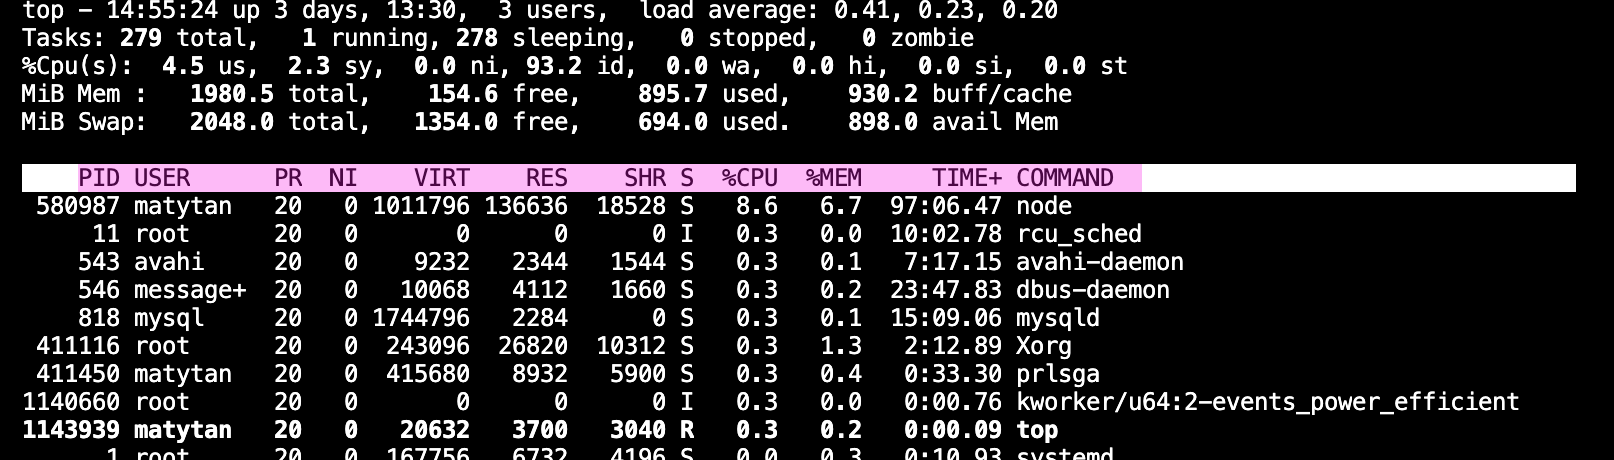 top - 14:55:24 up 3 days, 13:30,  3 users,  load average: 0.41, 0.23, 0.20
Tasks: 279 total,   1 running, 278 sleeping,   0 stopped,   0 zombie
%Cpu(s):  4.5 us,  2.3 sy,  0.0 ni, 93.2 id,  0.0 wa,  0.0 hi,  0.0 si,  0.0 st
MiB Mem :   1980.5 total,    154.6 free,    895.7 used,    930.2 buff/cache
MiB Swap:   2048.0 total,   1354.0 free,    694.0 used.    898.0 avail Mem
    PID USER      PR  NI    VIRT    RES    SHR S  %CPU  %MEM     TIME+ COMMAND
 580987 matytan   20   0 1011796 136636  18528 S   8.6   6.7  97:06.47 node
     11 root      20   0       0      0      0 I   0.3   0.0  10:02.78 rcu_sched
    543 avahi     20   0    9232   2344   1544 S   0.3   0.1   7:17.15 avahi-daemon
    546 message+  20   0   10068   4112   1660 S   0.3   0.2  23:47.83 dbus-daemon
    818 mysql     20   0 1744796   2284      0 S   0.3   0.1  15:09.06 mysqld
 411116 root      20   0  243096  26820  10312 S   0.3   1.3   2:12.89 Xorg
 411450 matytan   20   0  415680   8932   5900 S   0.3   0.4   0:33.30 prlsga
1140660 root      20   0       0      0      0 I   0.3   0.0   0:00.76 kworker/u64:2-events_power_efficient
1143939 matytan   20   0   20632   3700   3040 R   0.3   0.2   0:00.09 top
      1 root      20   0  167756   6732   4196 S   0.0   0.3   0:10.93 systemd